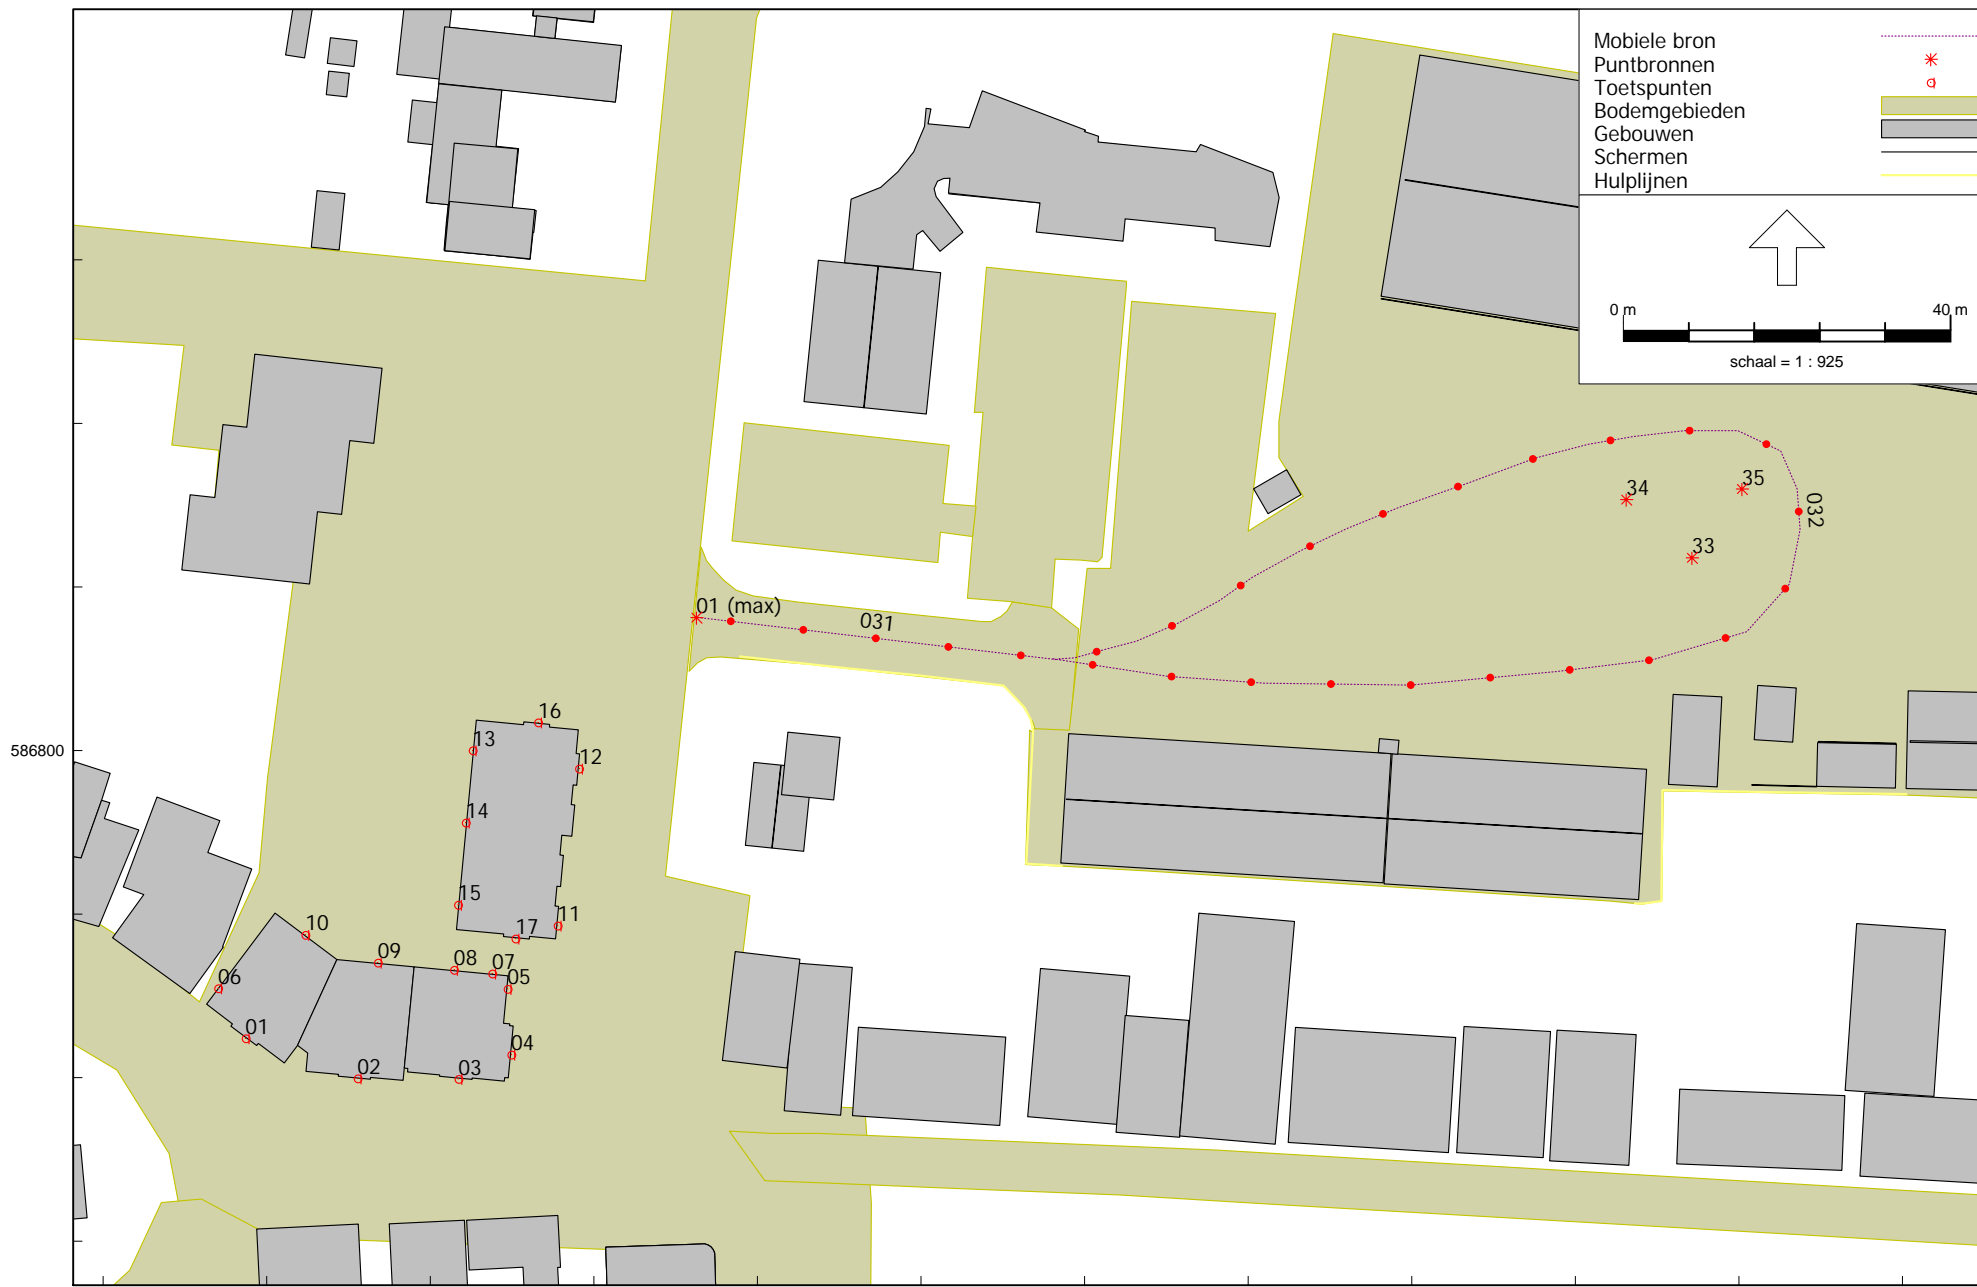 Mobiele bron
Puntbronnen
Toetspunten
Bodemgebieden
Gebouwen
Schermen
Hulplijnen
0 m 40 m
schaal = 1 : 925
35
34
032
33
01 (max)
031
16
13
12
586800
14
15
11
17
10
09
08
07
06
05
01
04
02
03